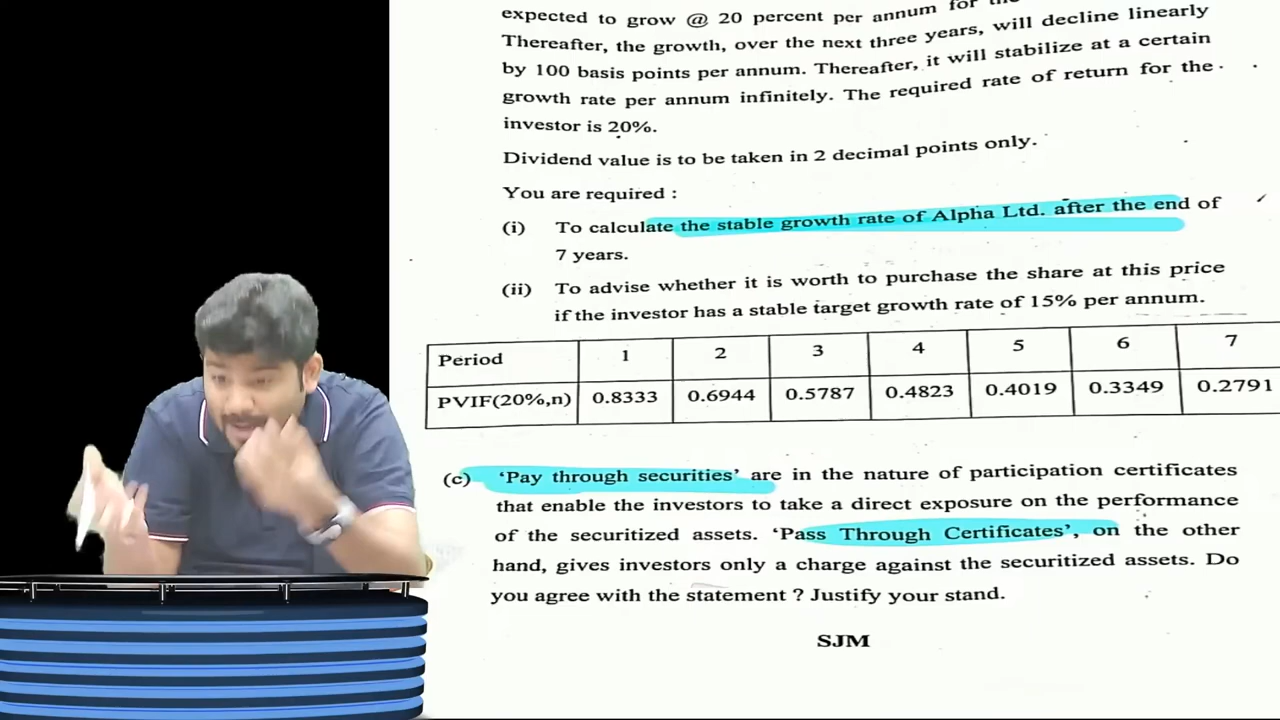 expected to grow @ 20 percent per annum for
Thereafter, the growth, over the next three years, will decline linearly
by 100 basis points per annum. Thereafter, it will stabilize at a certain
growth rate per annum infinitely. The required rate of return for the
investor is 20%.
Dividend value is to be taken in 2 decimal points only.
You are required :
(i) To calculate the stable growth rate of Alpha Ltd. after the end of
7 years.
(ii) To advise whether it is worth to purchase the share at this price
if the investor has a stable target growth rate of 15% per annum.
Period 1 2 3 4 5 6 7
PVIF(20%,n) 0.8333 0.6944 0.5787 0.4823 0.4019 0.3349 0.2791
(c) 'Pay through securities' are in the nature of participation certificates
that enable the investors to take a direct exposure on the performance
of the securitized assets. 'Pass Through Certificates', on the other
hand, gives investors only a charge against the securitized assets. Do
you agree with the statement ? Justify your stand.
SJM